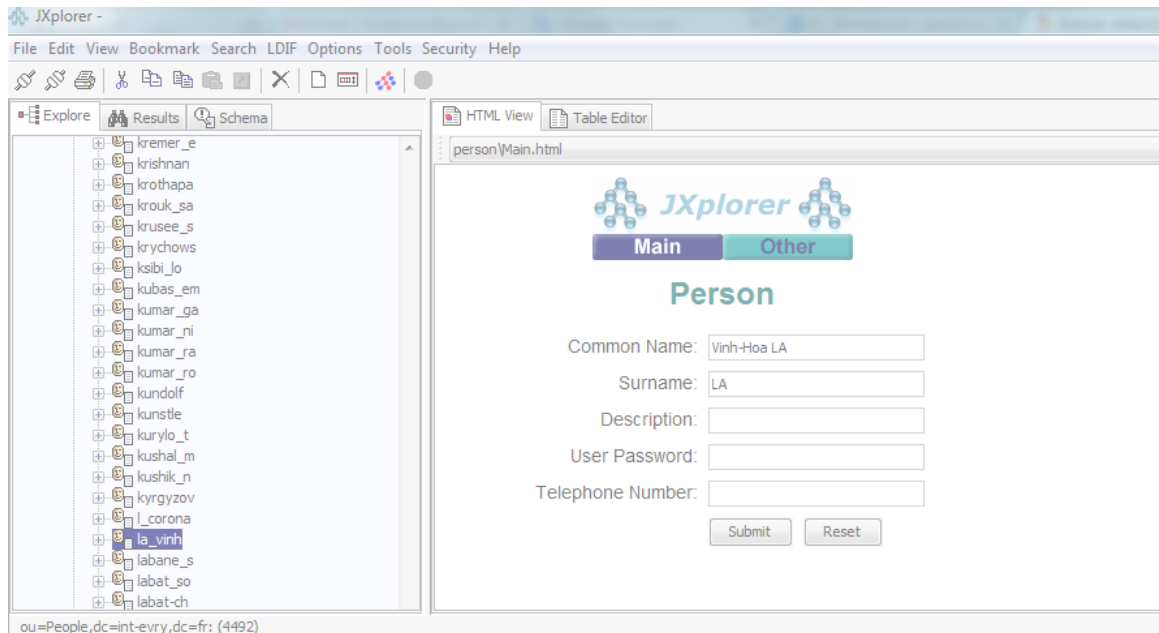 JXplorer -
File Edit View Bookmark Search LDIF Options Tools Security Help
Explore Results Schema
HTML View Table Editor
kremer_e
krishnan
krothapa
krouk_sa
krusee_s
krychows
ksibi_lo
kubas_em
kumar_ga
kumar_ni
kumar_ra
kumar_ro
kundolf
kunstle
kurylo_t
kushal_m
kushik_n
kyrgyzov
l_corona
la_vinh
labane_s
labat_so
labat-ch
person\Main.html
JXplorer
Main Other
Person
Common Name: Vinh-Hoa LA
Surname: LA
Description:
User Password:
Telephone Number:
Submit Reset
ou=People,dc=int-evry,dc=fr: (4492)